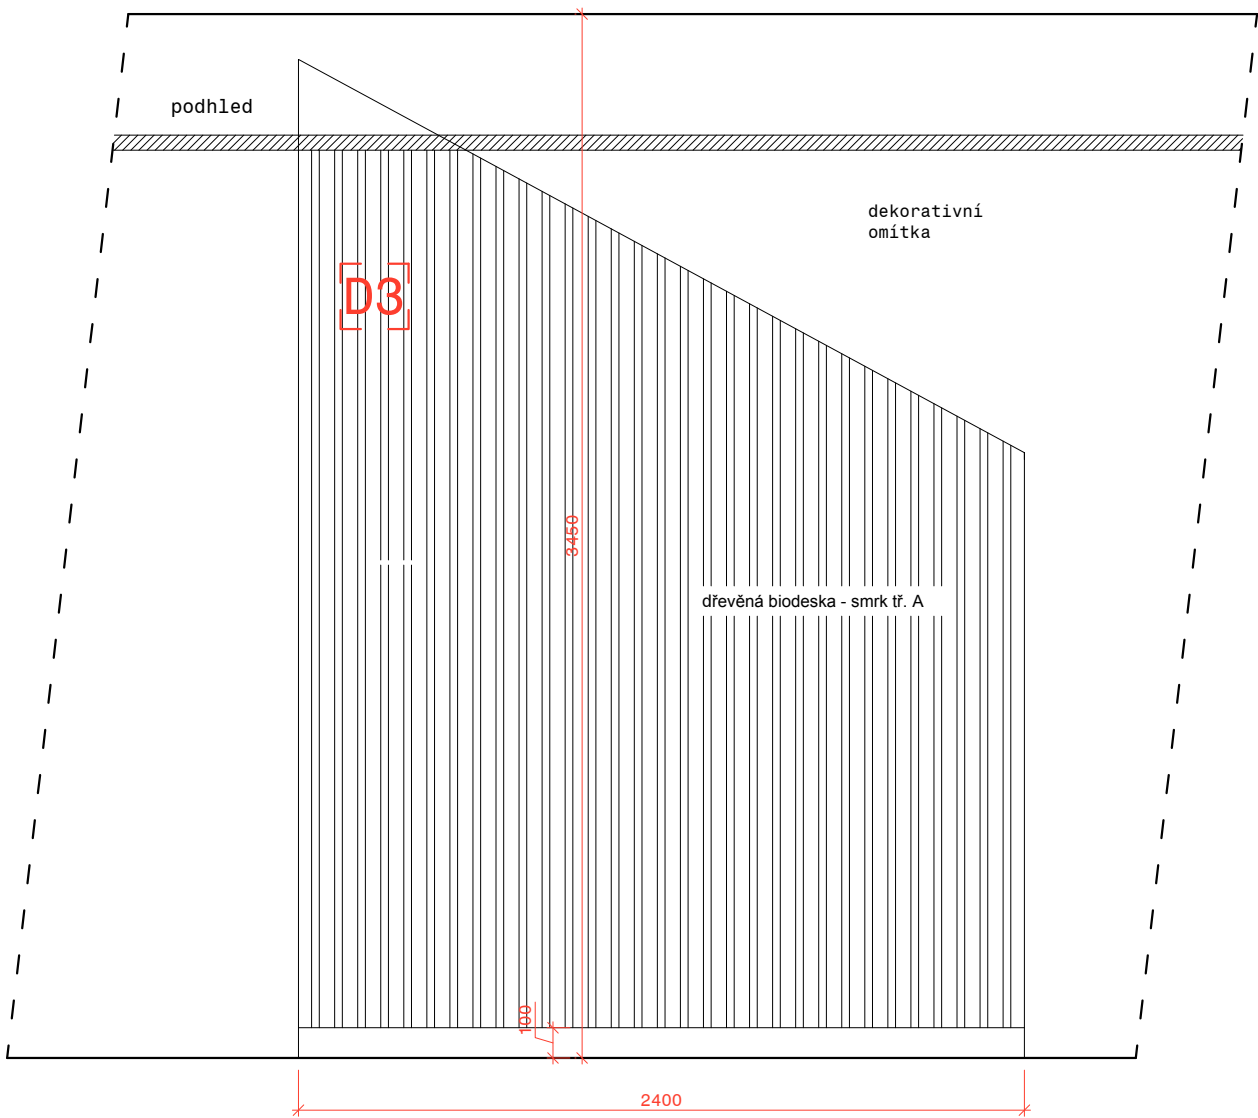 podhled
dekorativní
omítka
D3
3450
dřevěná biodeska - smrk tř. A
100
2400